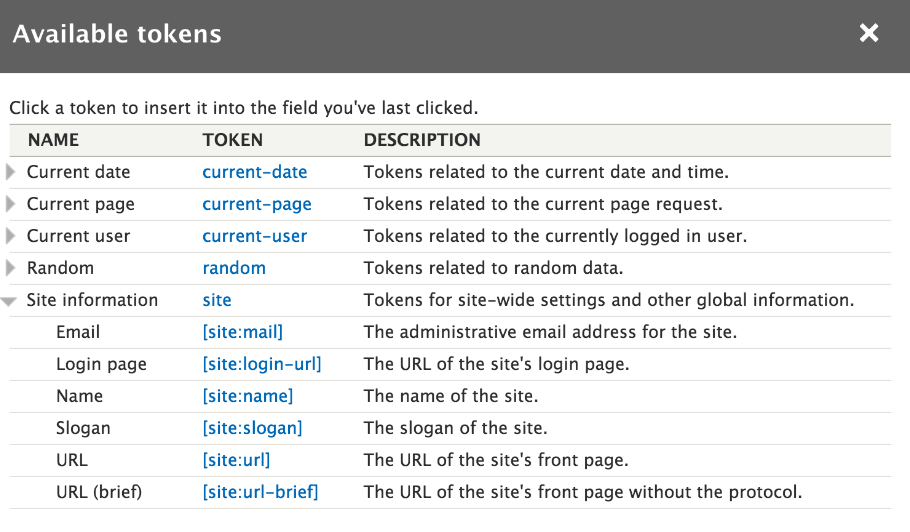 Available tokens
Click a token to insert it into the field you've last clicked.
NAME TOKEN DESCRIPTION
Current date current-date Tokens related to the current date and time.
Current page current-page Tokens related to the current page request.
Current user current-user Tokens related to the currently logged in user.
Random random Tokens related to random data.
Site information site Tokens for site-wide settings and other global information.
Email [site:mail] The administrative email address for the site.
Login page [site:login-url] The URL of the site's login page.
Name [site:name] The name of the site.
Slogan [site:slogan] The slogan of the site.
URL [site:url] The URL of the site's front page.
URL (brief) [site:url-brief] The URL of the site's front page without the protocol.